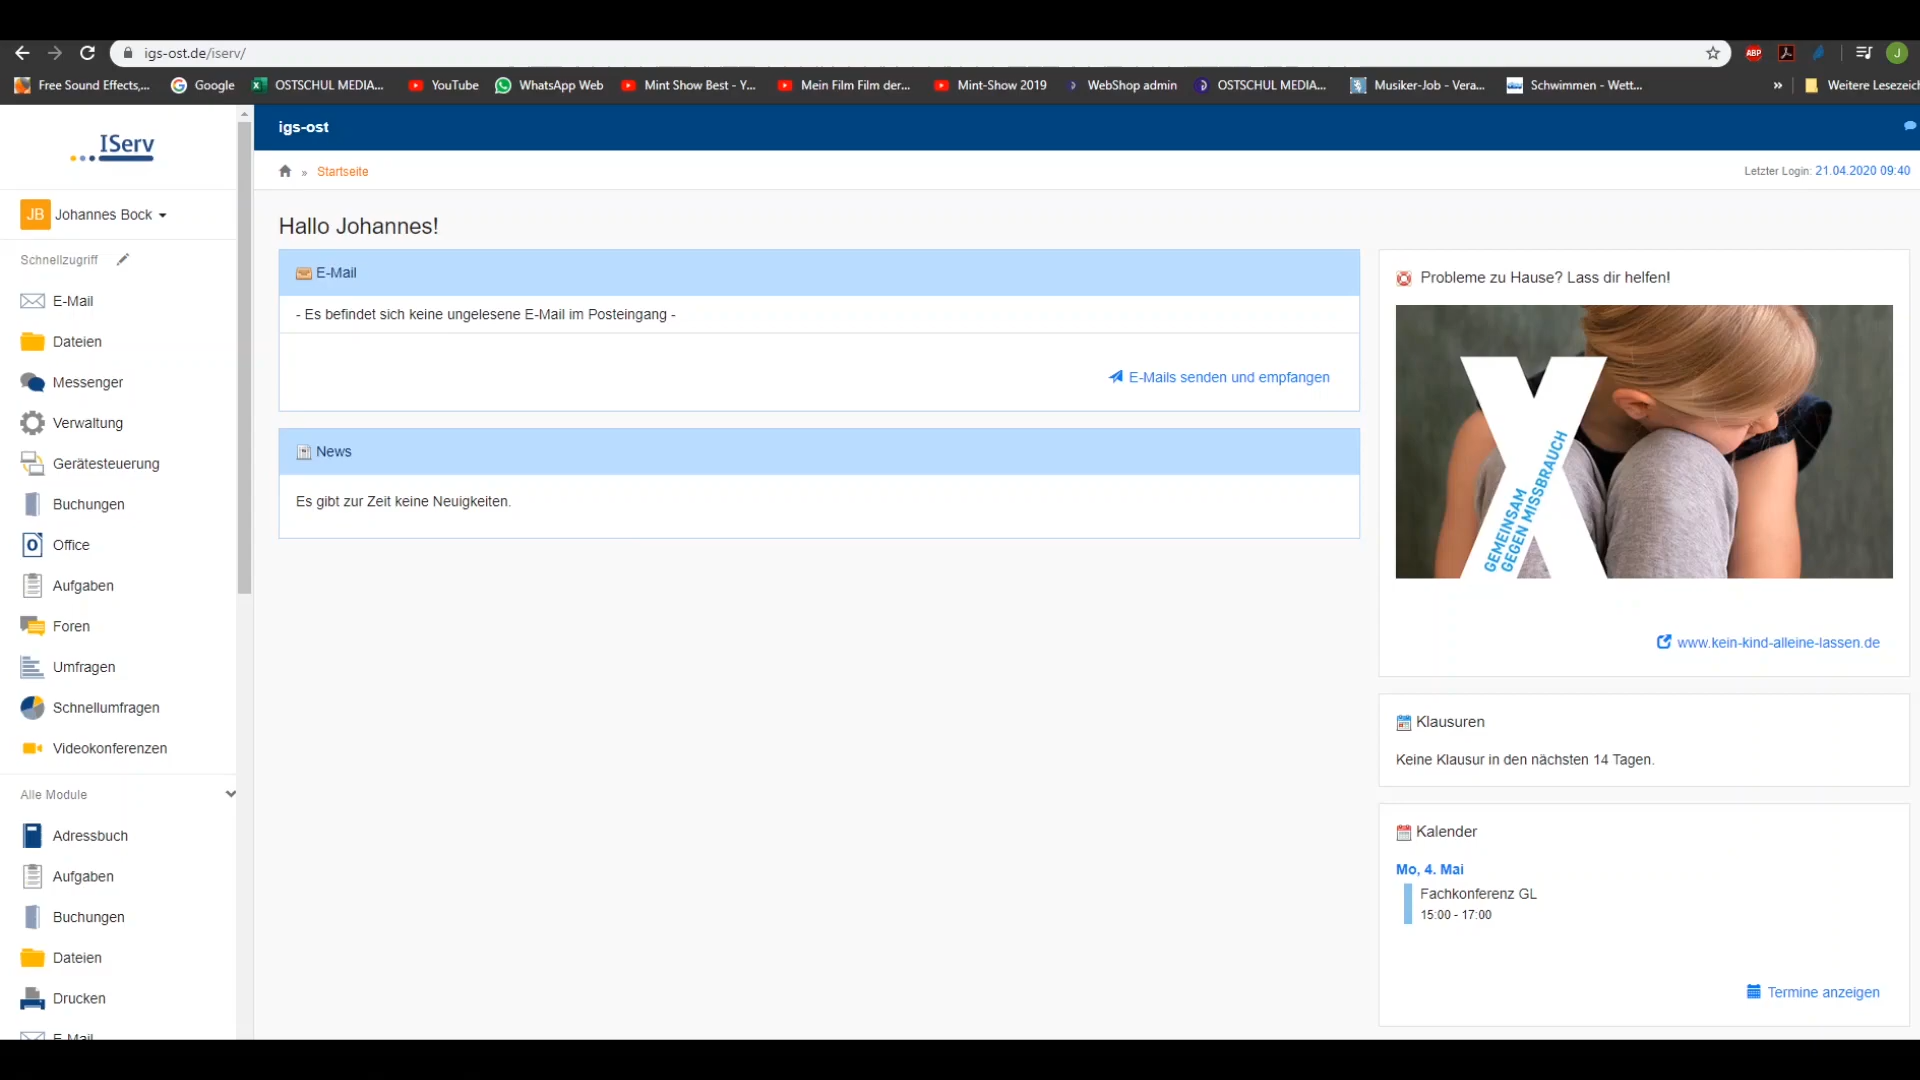 igs-ost.de/iserv/
ABP
J
Free Sound Effects,...
Google
OSTSCHUL MEDIA...
YouTube
WhatsApp Web
Mint Show Best - Y...
Mein Film Film der...
Mint-Show 2019
WebShop admin
OSTSCHUL MEDIA...
Musiker-Job - Vera...
Schwimmen - Wett...
»
Weitere Lesezeich
IServ
igs-ost
» Startseite
Letzter Login: 21.04.2020 09:40
JB Johannes Bock
Schnellzugriff
E-Mail
Dateien
Messenger
Verwaltung
Gerätesteuerung
Buchungen
Office
Aufgaben
Foren
Umfragen
Schnellumfragen
Videokonferenzen
Alle Module
Adressbuch
Aufgaben
Buchungen
Dateien
Drucken
E-Mail
Hallo Johannes!
E-Mail
- Es befindet sich keine ungelesene E-Mail im Posteingang -
E-Mails senden und empfangen
News
Es gibt zur Zeit keine Neuigkeiten.
Probleme zu Hause? Lass dir helfen!
GEMEINSAM
GEGEN MISSBRAUCH
www.kein-kind-alleine-lassen.de
Klausuren
Keine Klausur in den nächsten 14 Tagen.
Kalender
Mo, 4. Mai
Fachkonferenz GL
15:00 - 17:00
Termine anzeigen